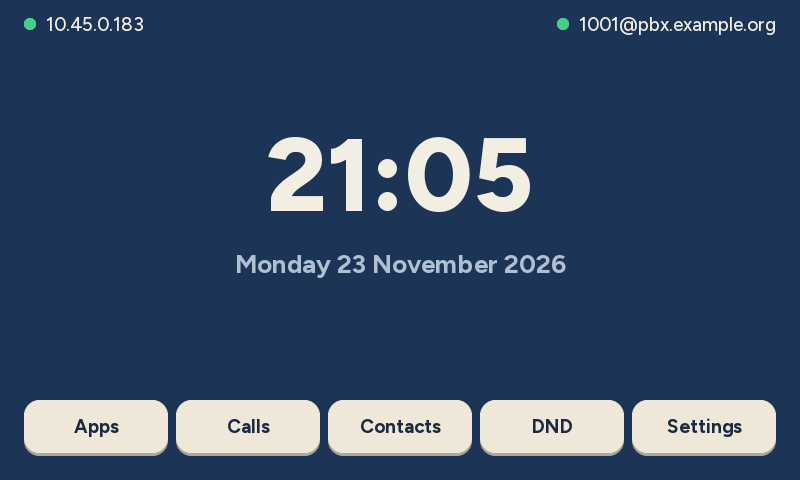 10.45.0.183
1001@pbx.example.org
21:05
Monday 23 November 2026
Apps
Calls
Contacts
DND
Settings